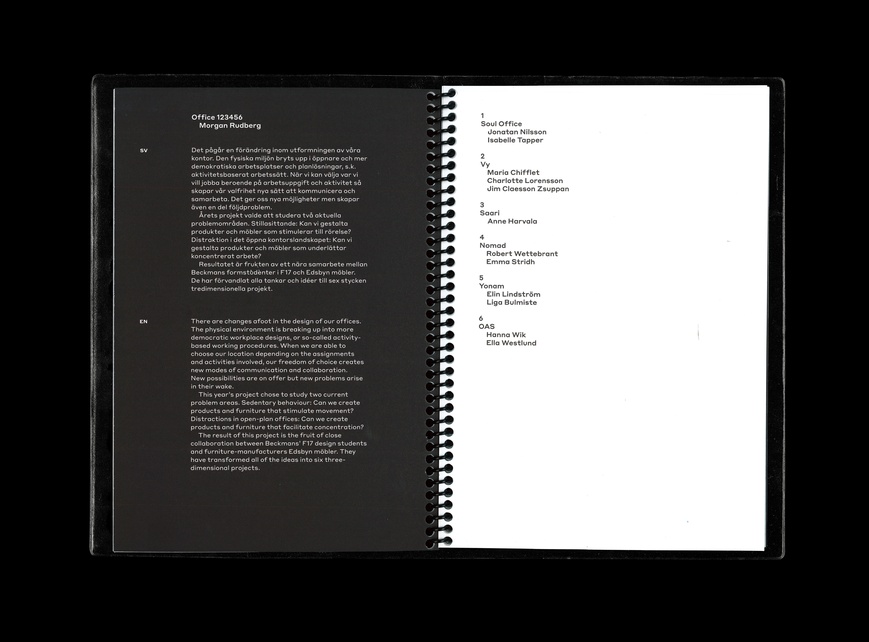 Office 123456
Morgan Rudberg
SV
Det pågår en förändring inom utformningen av våra
kontor. Den fysiska miljön bryts upp i öppnare och mer
demokratiska arbetsplatser och planlösningar, s.k.
aktivitetsbaserat arbetssätt. När vi kan välja var vi
vill jobba beroende på arbetsuppgift och aktivitet så
skapar vår valfrihet nya sätt att kommunicera och
samarbeta. Det ger oss nya möjligheter men skapar
även en del följdproblem.
Årets projekt valde att studera två aktuella
problemområden. Stillasittande: Kan vi gestalta
produkter och möbler som stimulerar till rörelse?
Distraktion i det öppna kontorslandskapet: Kan vi
gestalta produkter och möbler som underlättar
koncentrerat arbete?
Resultatet är frukten av ett nära samarbete mellan
Beckmans formstudenter i F17 och Edsbyn möbler.
De har förvandlat alla tankar och idéer till sex stycken
tredimensionella projekt.
EN
There are changes afoot in the design of our offices.
The physical environment is breaking up into more
democratic workplace designs, or so-called activity-
based working procedures. When we are able to
choose our location depending on the assignments
and activities involved, our freedom of choice creates
new modes of communication and collaboration.
New possibilities are on offer but new problems arise
in their wake.
This year's project chose to study two current
problem areas. Sedentary behaviour: Can we create
products and furniture that stimulate movement?
Distractions in open-plan offices: Can we create
products and furniture that facilitate concentration?
The result of this project is the fruit of close
collaboration between Beckmans' F17 design students
and furniture-manufacturers Edsbyn möbler. They
have transformed all of the ideas into six three-
dimensional projects.
1
Soul Office
Jonatan Nilsson
Isabelle Tapper
2
Vy
Maria Chifflet
Charlotte Lorensson
Jim Claesson Zsuppan
3
Saari
Anne Harvala
4
Nomad
Robert Wettebrant
Emma Stridh
5
Yonam
Elin Lindström
Liga Bulmiste
6
OAS
Hanna Wik
Ella Westlund